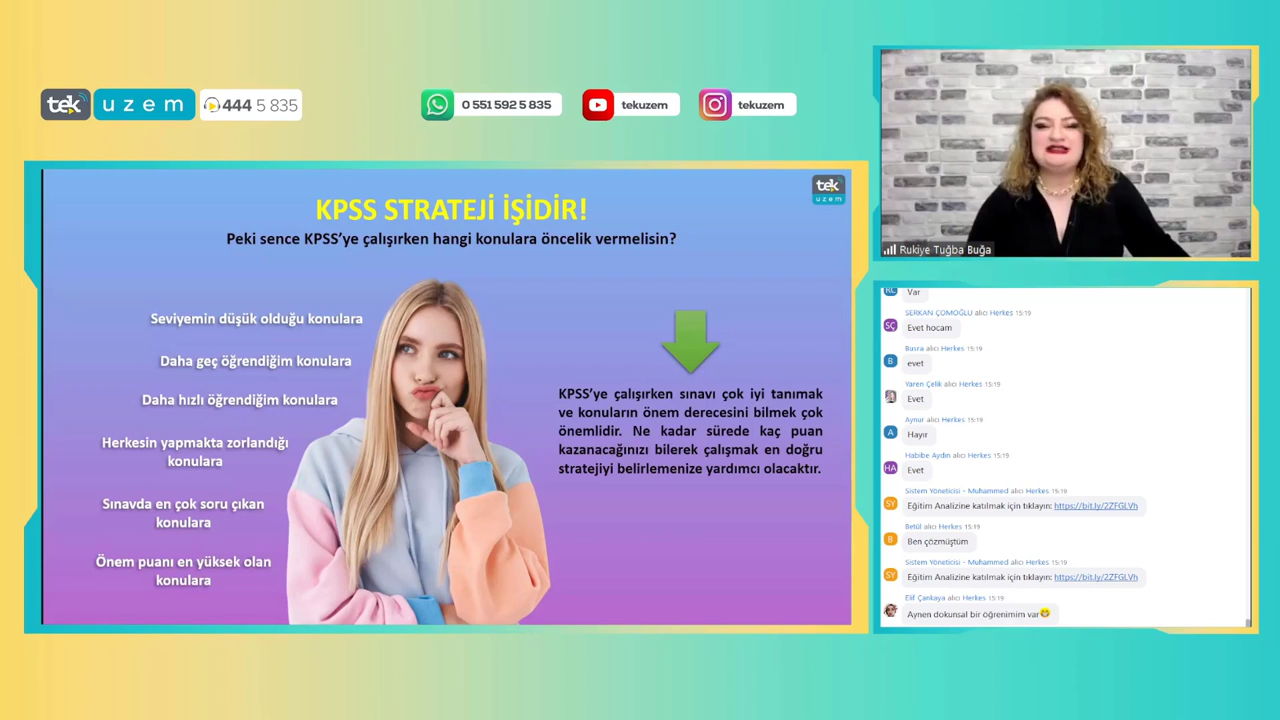 tek uzem 444 5 835
0 551 592 5 835
tekuzem
tekuzem
tek
uzem
KPSS STRATEJİ İŞİDİR!
Peki sence KPSS'ye çalışırken hangi konulara öncelik vermelisin?
Seviyemin düşük olduğu konulara
Daha geç öğrendiğim konulara
Daha hızlı öğrendiğim konulara
Herkesin yapmakta zorlandığı
konulara
Sınavda en çok soru çıkan
konulara
Önem puanı en yüksek olan
konulara
KPSS'ye çalışırken sınavı çok iyi tanımak
ve konuların önem derecesini bilmek çok
önemlidir. Ne kadar sürede kaç puan
kazanacağınızı bilerek çalışmak en doğru
stratejiyi belirlemenize yardımcı olacaktır.
Rukiye Tuğba Buğa
RC
Var
SERKAN ÇOMOĞLU alıcı Herkes 15:19
SÇ
Evet hocam
Büşra alıcı Herkes 15:19
B
evet
Yaren Çelik alıcı Herkes 15:19
Evet
Aynur alıcı Herkes 15:19
A
Hayır
Habibe Aydın alıcı Herkes 15:19
HA
Evet
Sistem Yöneticisi - Muhammed alıcı Herkes 15:19
SY
Eğitim Analizine katılmak için tıklayın: https://bit.ly/2ZFGLVh
Betül alıcı Herkes 15:19
B
Ben çözmüştüm
Sistem Yöneticisi - Muhammed alıcı Herkes 15:19
SY
Eğitim Analizine katılmak için tıklayın: https://bit.ly/2ZFGLVh
Elif Çankaya alıcı Herkes 15:19
Aynen dokunsal bir öğrenimim var😂